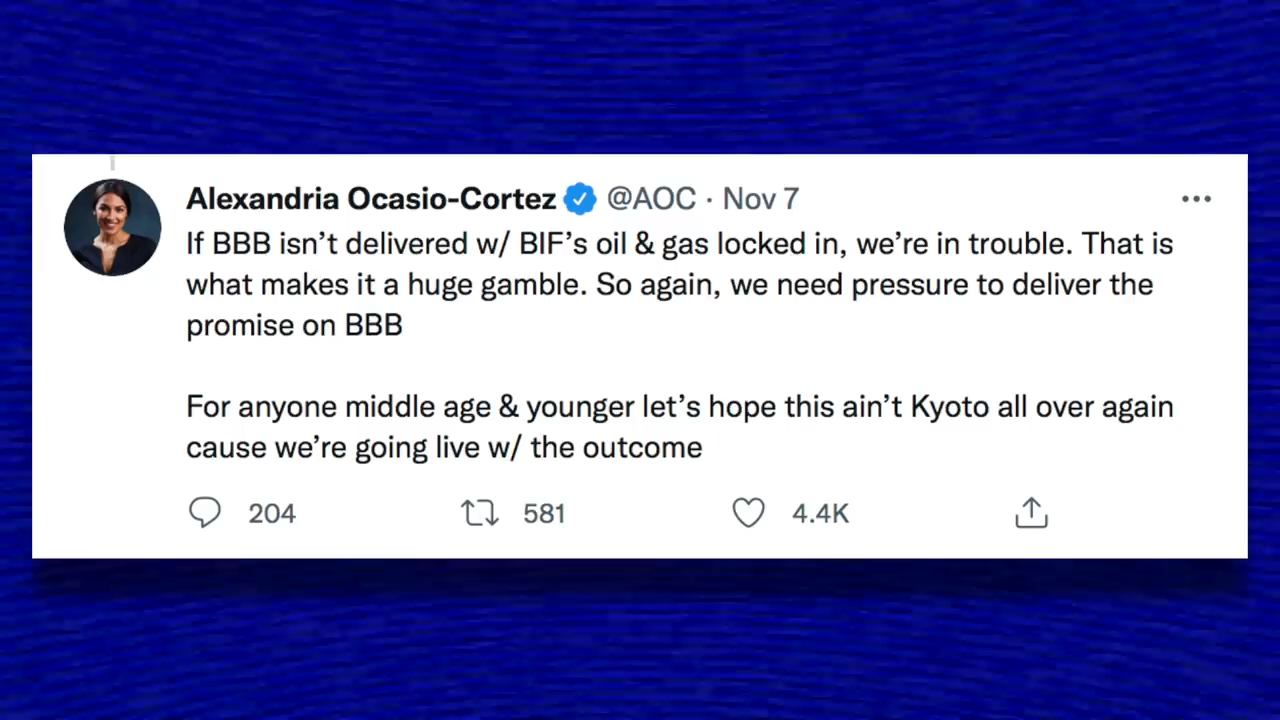 Alexandria Ocasio-Cortez @AOC · Nov 7
If BBB isn’t delivered w/ BIF’s oil & gas locked in, we’re in trouble. That is
what makes it a huge gamble. So again, we need pressure to deliver the
promise on BBB
For anyone middle age & younger let’s hope this ain’t Kyoto all over again
cause we’re going live w/ the outcome
204 581 4.4K